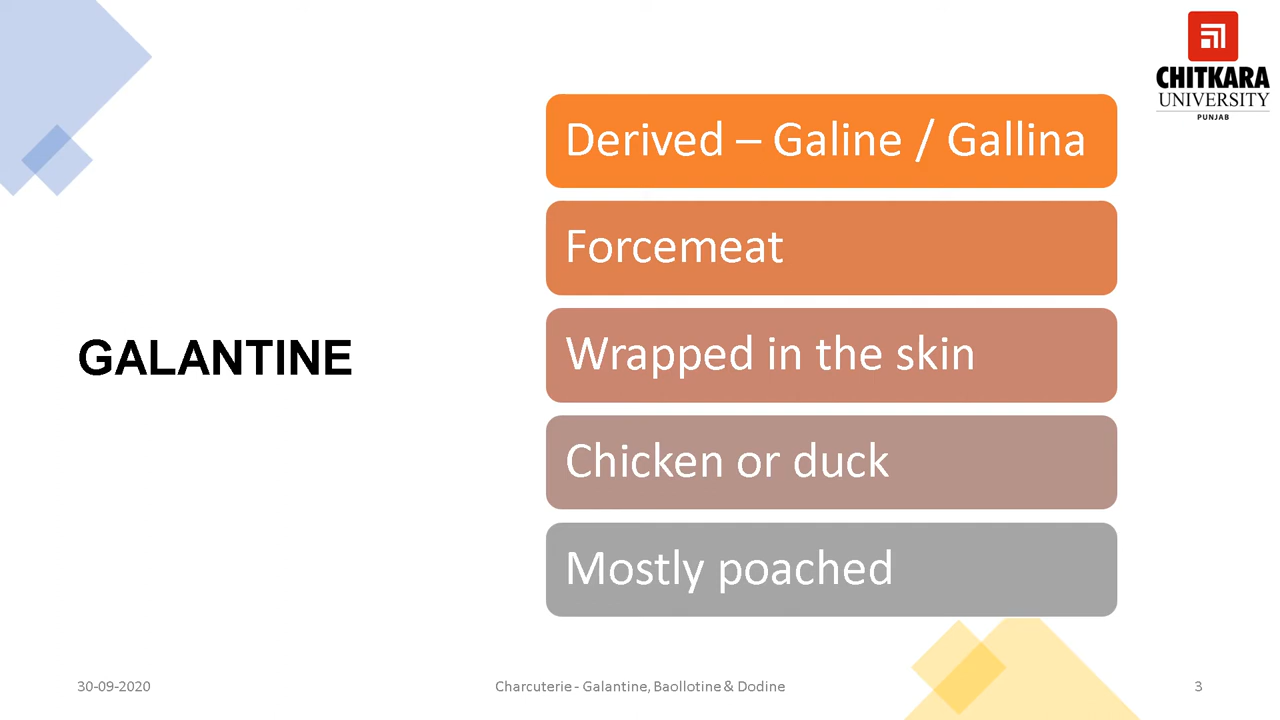 CHITKARA
UNIVERSITY
PUNJAB
GALANTINE
Derived – Galine / Gallina
Forcemeat
Wrapped in the skin
Chicken or duck
Mostly poached
30-09-2020
Charcuterie - Galantine, Baollotine & Dodine
3